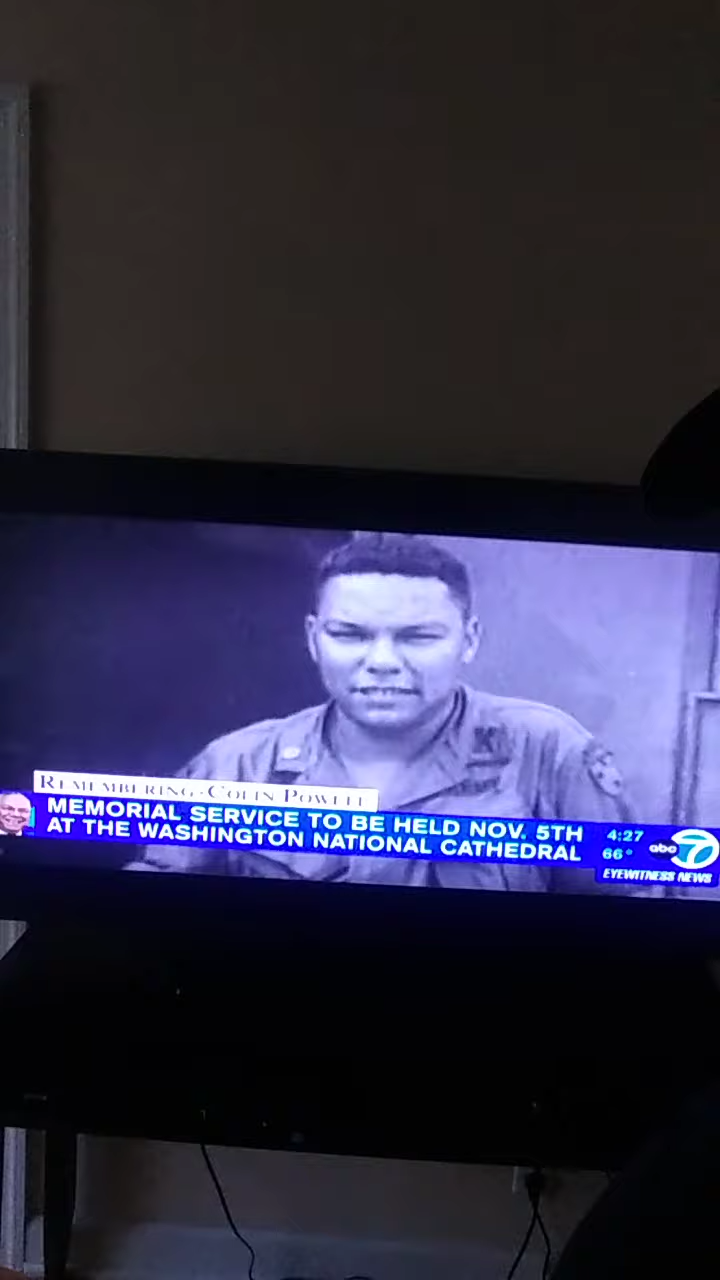 REMEMBERING COLIN POWELL
MEMORIAL SERVICE TO BE HELD NOV. 5TH
AT THE WASHINGTON NATIONAL CATHEDRAL
4:27
66°
abc 7
EYEWITNESS NEWS